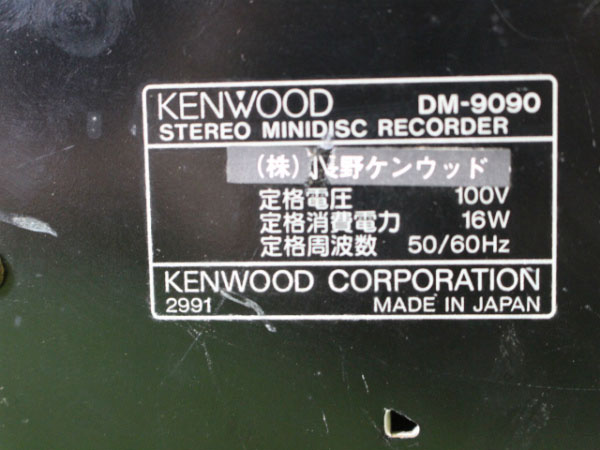 KENWOOD DM-9090
STEREO MINIDISC RECORDER
(株)長野ケンウッド
定格電圧 100V
定格消費電力 16W
定格周波数 50/60Hz
KENWOOD CORPORATION
2991 MADE IN JAPAN